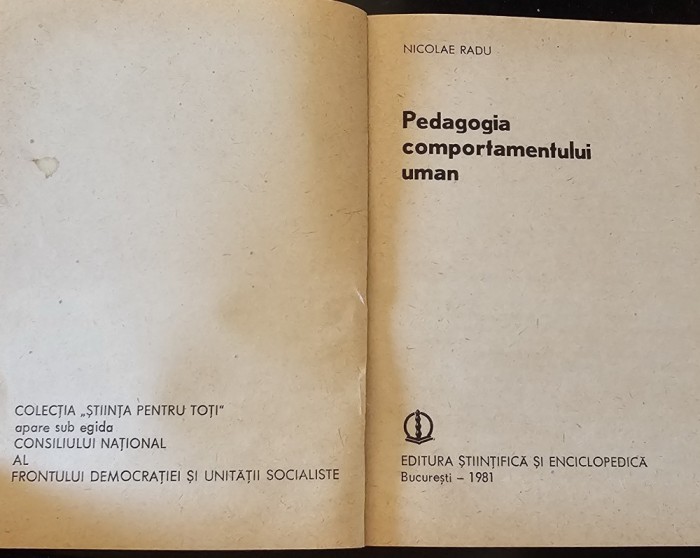 COLECȚIA „ȘTIINȚA PENTRU TOȚI“
apare sub egida
CONSILIULUI NAȚIONAL
AL
FRONTULUI DEMOCRAȚIEI ȘI UNITĂȚII SOCIALISTE
NICOLAE RADU
Pedagogia
comportamentului
uman
EDITURA ȘTIINȚIFICĂ ȘI ENCICLOPEDICĂ
București – 1981